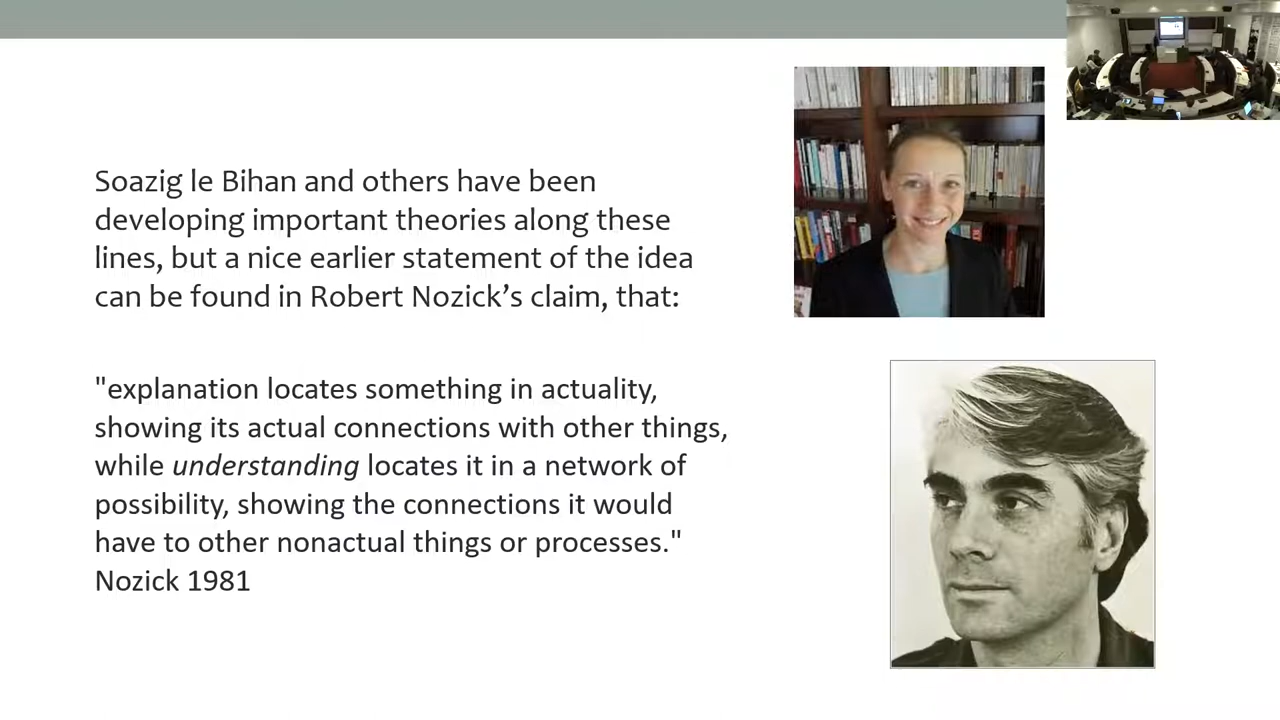 Soazig le Bihan and others have been
developing important theories along these
lines, but a nice earlier statement of the idea
can be found in Robert Nozick’s claim, that:
"explanation locates something in actuality,
showing its actual connections with other things,
while understanding locates it in a network of
possibility, showing the connections it would
have to other nonactual things or processes."
Nozick 1981